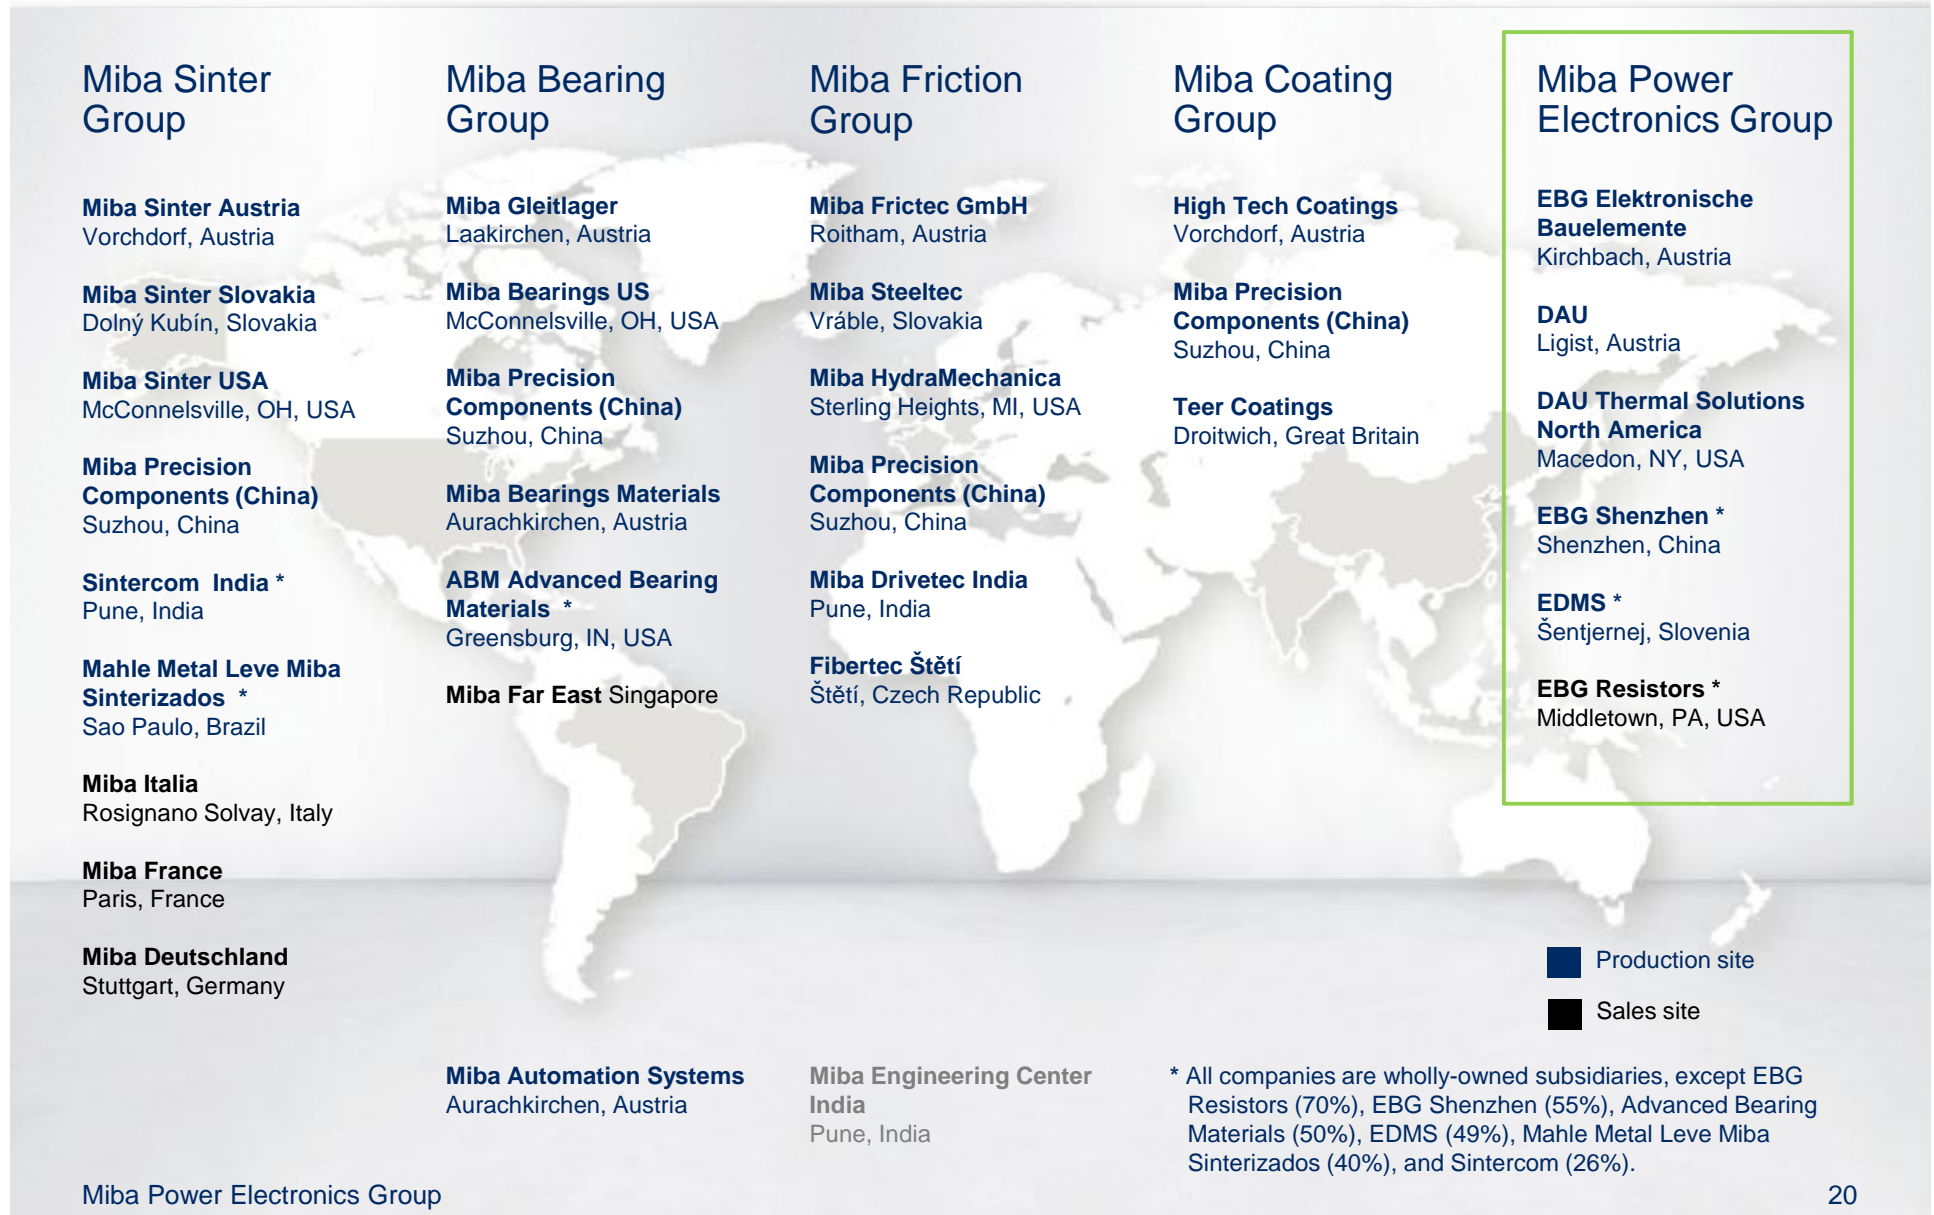 Miba Sinter
Group
Miba Sinter Austria
Vorchdorf, Austria
Miba Sinter Slovakia
Dolný Kubín, Slovakia
Miba Sinter USA
McConnelsville, OH, USA
Miba Precision
Components (China)
Suzhou, China
Sintercom India *
Pune, India
Mahle Metal Leve Miba
Sinterizados *
Sao Paulo, Brazil
Miba Italia
Rosignano Solvay, Italy
Miba France
Paris, France
Miba Deutschland
Stuttgart, Germany
Miba Bearing
Group
Miba Gleitlager
Laakirchen, Austria
Miba Bearings US
McConnelsville, OH, USA
Miba Precision
Components (China)
Suzhou, China
Miba Bearings Materials
Aurachkirchen, Austria
ABM Advanced Bearing
Materials *
Greensburg, IN, USA
Miba Far East Singapore
Miba Automation Systems
Aurachkirchen, Austria
Miba Friction
Group
Miba Frictec GmbH
Roitham, Austria
Miba Steeltec
Vráble, Slovakia
Miba HydraMechanica
Sterling Heights, MI, USA
Miba Precision
Components (China)
Suzhou, China
Miba Drivetec India
Pune, India
Fibertec Štětí
Štětí, Czech Republic
Miba Engineering Center
India
Pune, India
Miba Coating
Group
High Tech Coatings
Vorchdorf, Austria
Miba Precision
Components (China)
Suzhou, China
Teer Coatings
Droitwich, Great Britain
Miba Power
Electronics Group
EBG Elektronische
Bauelemente
Kirchbach, Austria
DAU
Ligist, Austria
DAU Thermal Solutions
North America
Macedon, NY, USA
EBG Shenzhen *
Shenzhen, China
EDMS *
Šentjernej, Slovenia
EBG Resistors *
Middletown, PA, USA
Production site
Sales site
* All companies are wholly-owned subsidiaries, except EBG
Resistors (70%), EBG Shenzhen (55%), Advanced Bearing
Materials (50%), EDMS (49%), Mahle Metal Leve Miba
Sinterizados (40%), and Sintercom (26%).
Miba Power Electronics Group
20